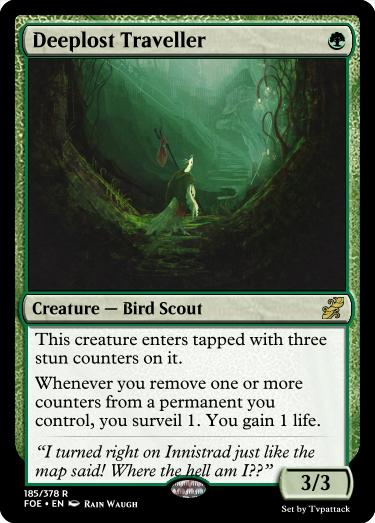 Deeplost Traveller
Creature — Bird Scout
This creature enters tapped with three
stun counters on it.
Whenever you remove one or more
counters from a permanent you
control, you surveil 1. You gain 1 life.
“I turned right on Innistrad just like the
map said! Where the hell am I??”
3/3
185/378 R
FOE • EN Rain Waugh
Set by Tvpattack